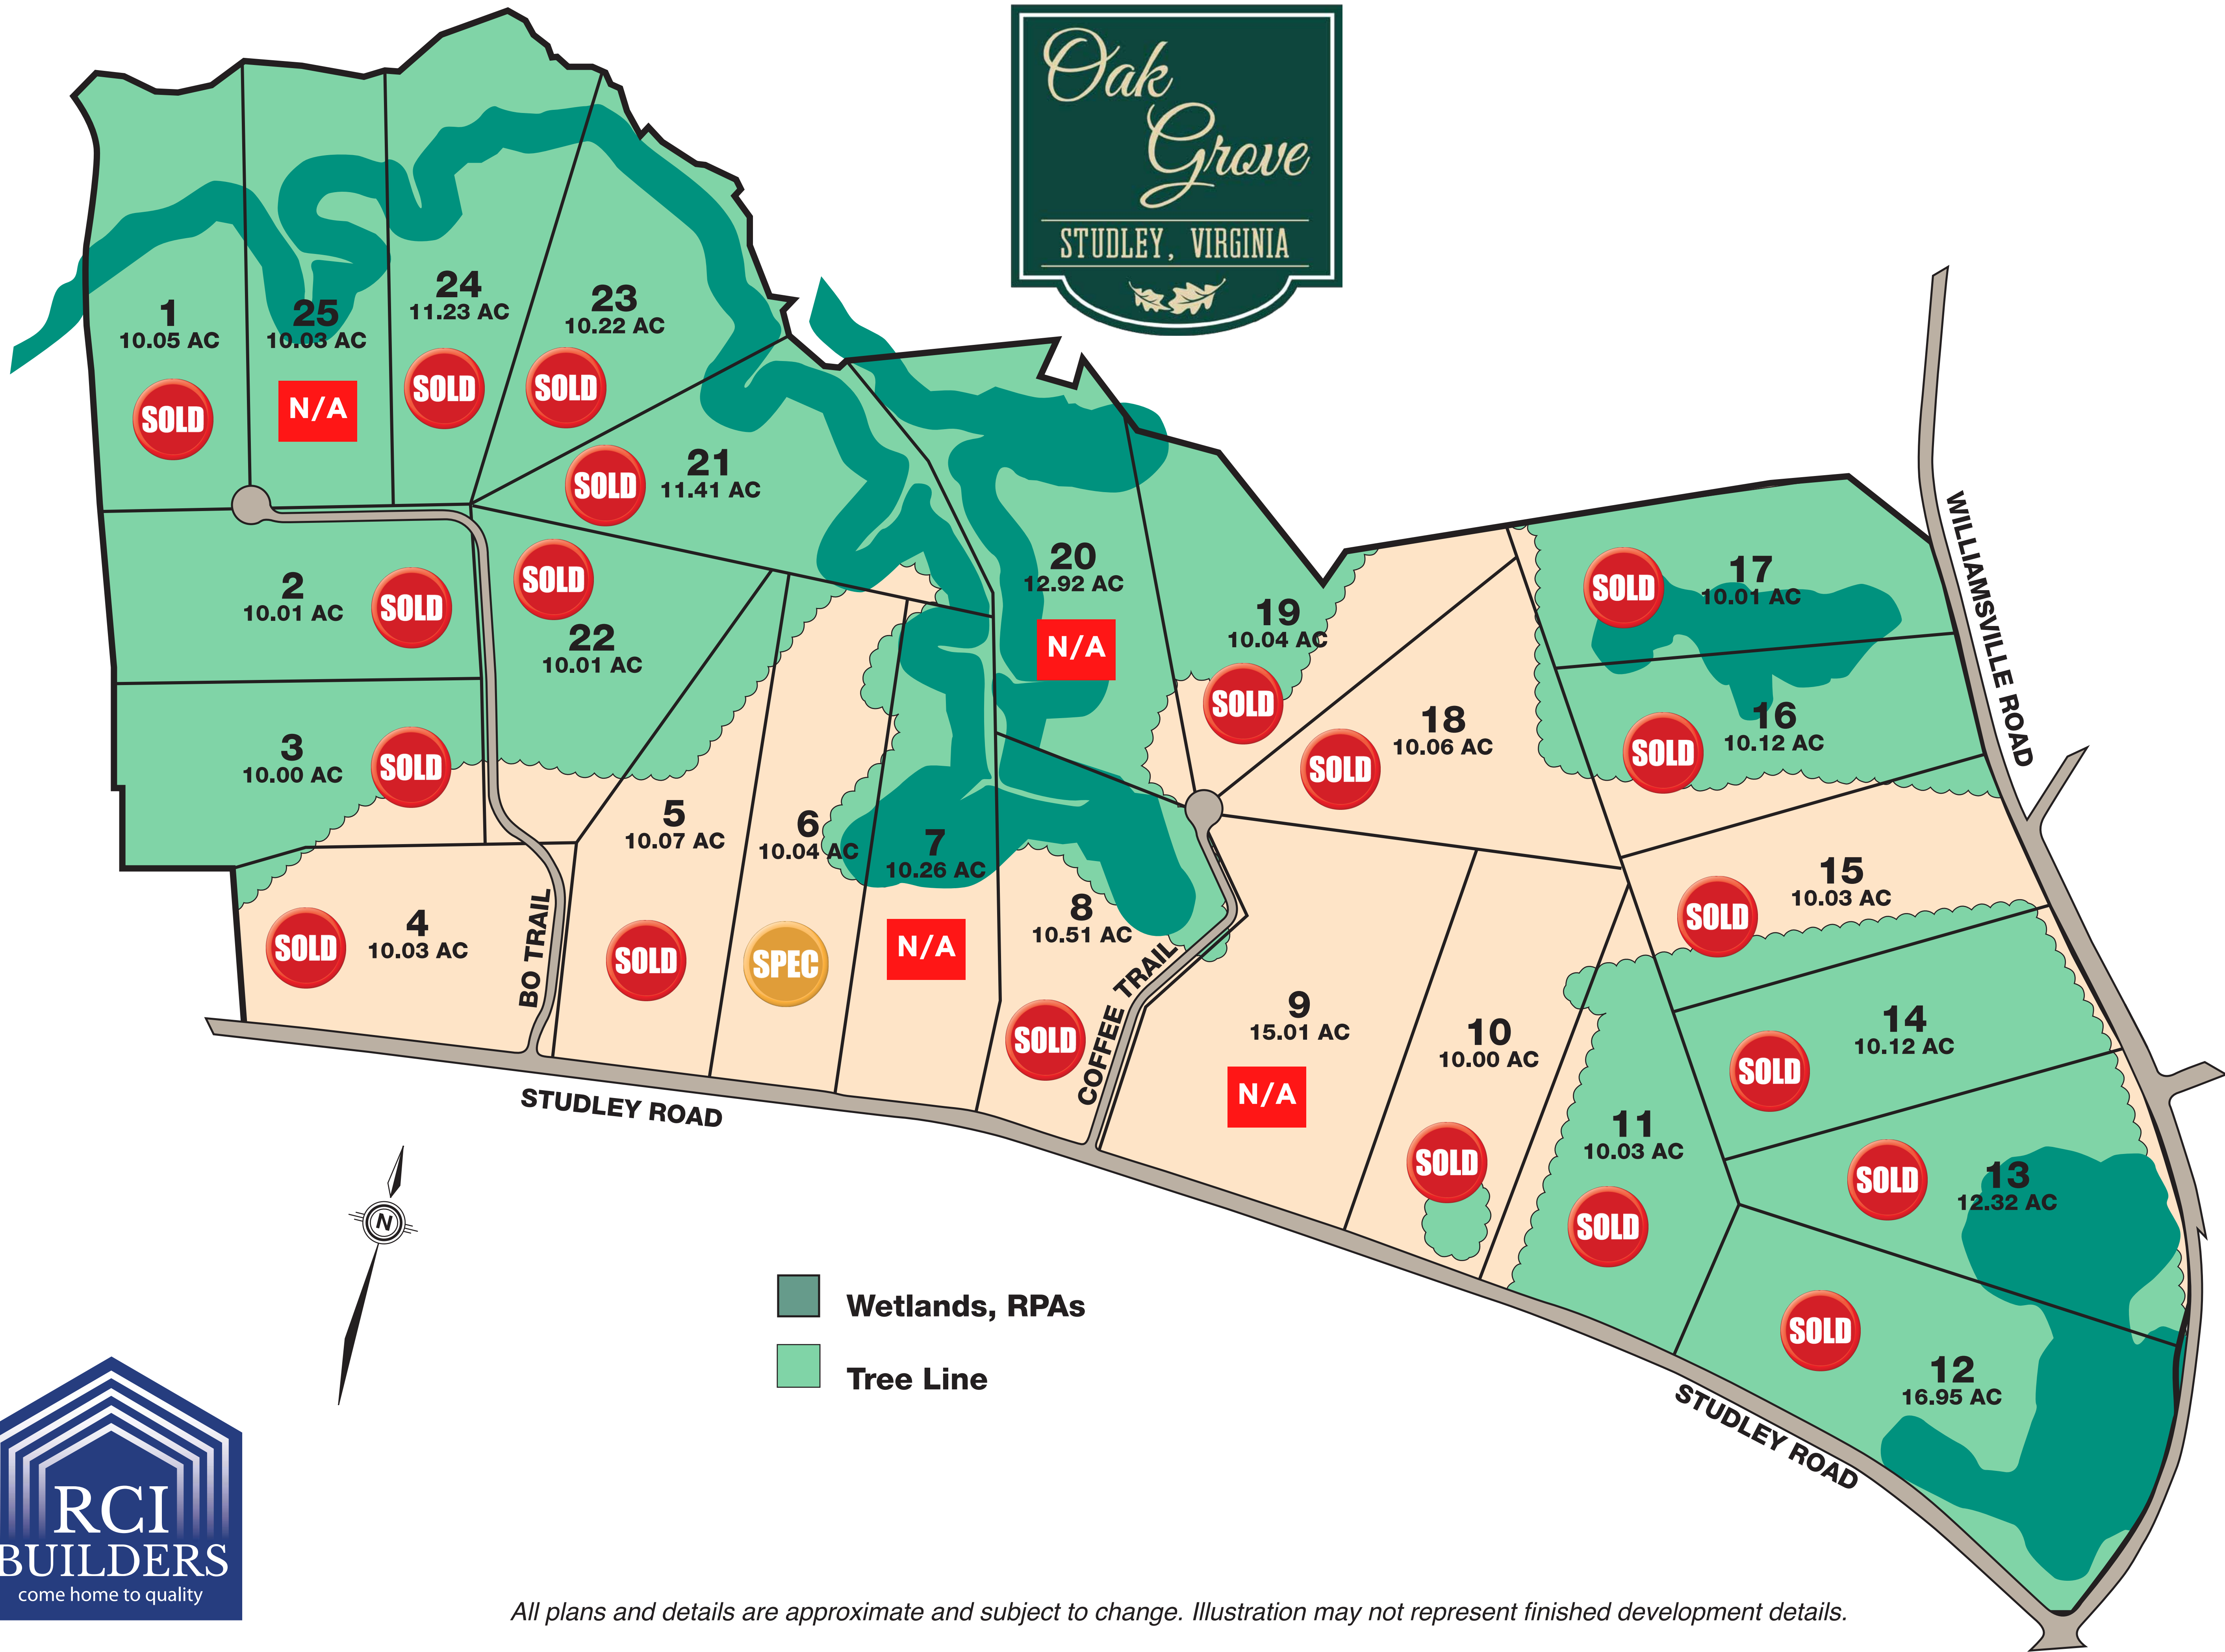 Oak
Grove
STUDLEY, VIRGINIA
1
10.05 AC
SOLD
25
10.03 AC
N/A
24
11.23 AC
SOLD
23
10.22 AC
SOLD
21
11.41 AC
SOLD
2
10.01 AC
SOLD
22
10.01 AC
SOLD
3
10.00 AC
SOLD
4
10.03 AC
SOLD
BO TRAIL
5
10.07 AC
SOLD
6
10.04 AC
SPEC
7
10.26 AC
N/A
8
10.51 AC
SOLD
COFFEE TRAIL
20
12.92 AC
N/A
19
10.04 AC
SOLD
18
10.06 AC
SOLD
17
10.01 AC
SOLD
16
10.12 AC
SOLD
WILLIAMSVILLE ROAD
15
10.03 AC
SOLD
14
10.12 AC
SOLD
13
12.32 AC
SOLD
12
16.95 AC
SOLD
11
10.03 AC
SOLD
10
10.00 AC
SOLD
9
15.01 AC
N/A
STUDLEY ROAD
STUDLEY ROAD
N
Wetlands, RPAs
Tree Line
RCI
BUILDERS
come home to quality
All plans and details are approximate and subject to change. Illustration may not represent finished development details.